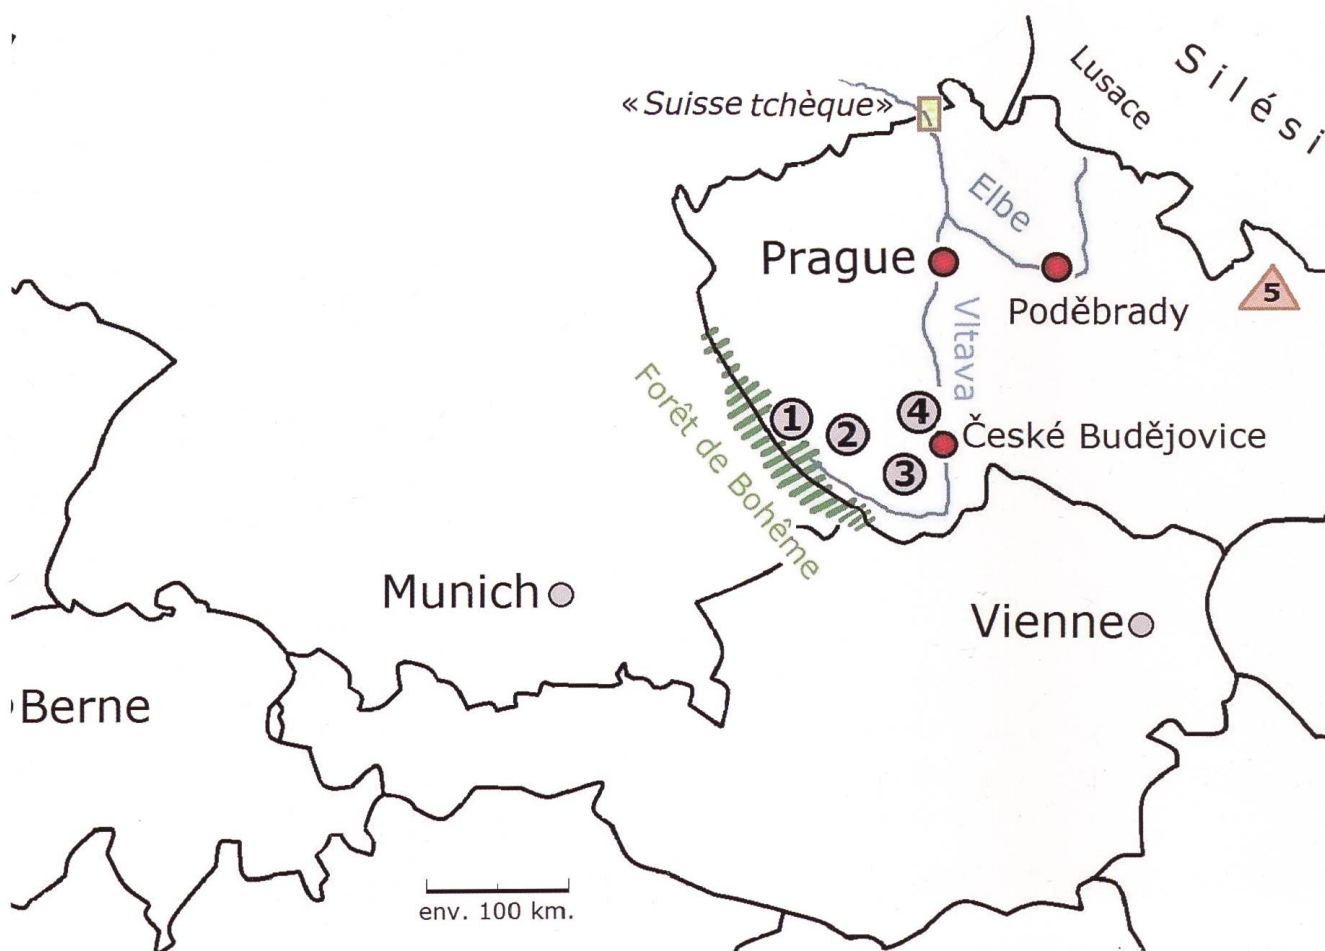 «Suisse tchèque»
Lusace
Silési
Elbe
Prague
Poděbrady
5
Vltava
Forêt de Bohême
1
2
4
3
České Budějovice
Munich
Vienne
Berne
env. 100 km.